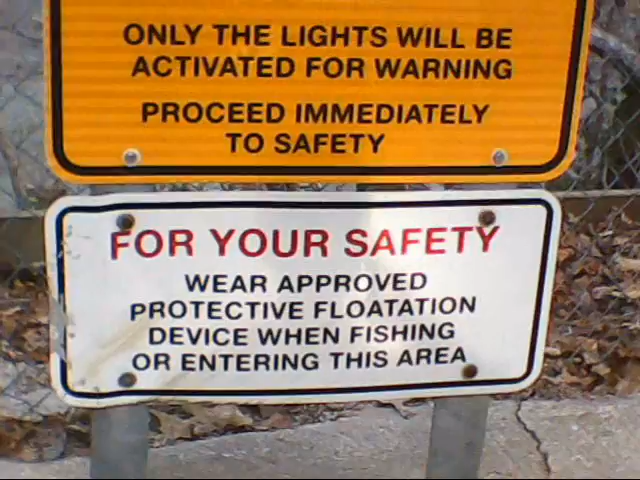 ONLY THE LIGHTS WILL BE
ACTIVATED FOR WARNING
PROCEED IMMEDIATELY
TO SAFETY
FOR YOUR SAFETY
WEAR APPROVED
PROTECTIVE FLOATATION
DEVICE WHEN FISHING
OR ENTERING THIS AREA